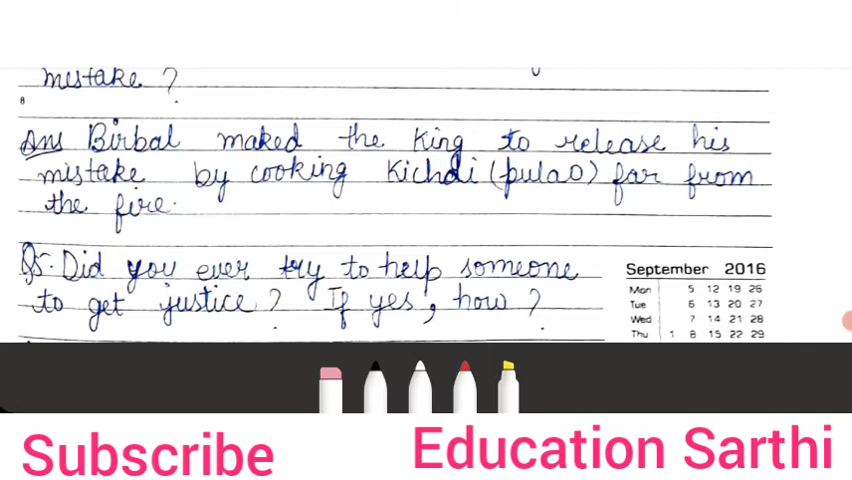 mistake ?
8
Ans Birbal maked the King to release his
mistake by cooking Kichdi (pulao) far from
the fire.
Q5. Did you ever try to help someone
to get justice? If yes, how ?
September 2016
Mon 5 12 19 26
Tue 6 13 20 27
Wed 7 14 21 28
Thu 1 8 15 22 29
Subscribe
Education Sarthi